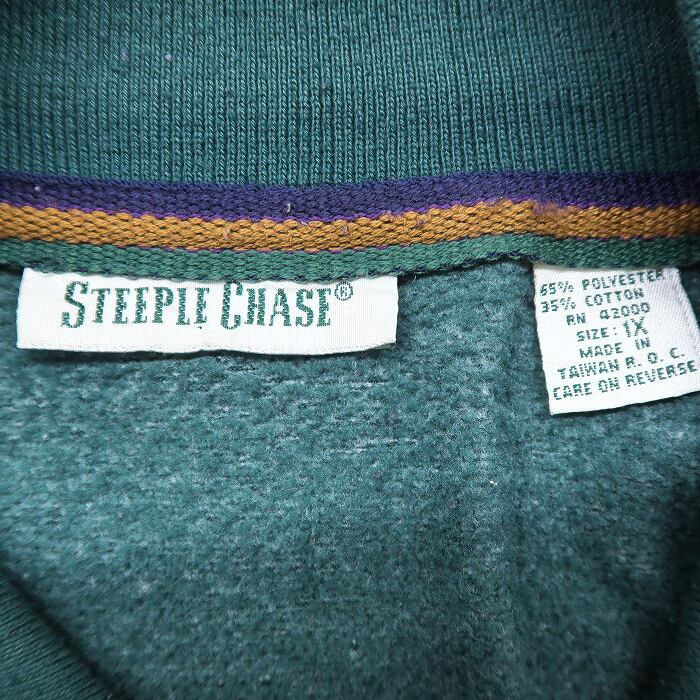 STEEPLE CHASE®
65% POLYESTER
35% COTTON
RN 42000
SIZE: 1X
MADE IN
TAIWAN R. O. C.
CARE ON REVERSE